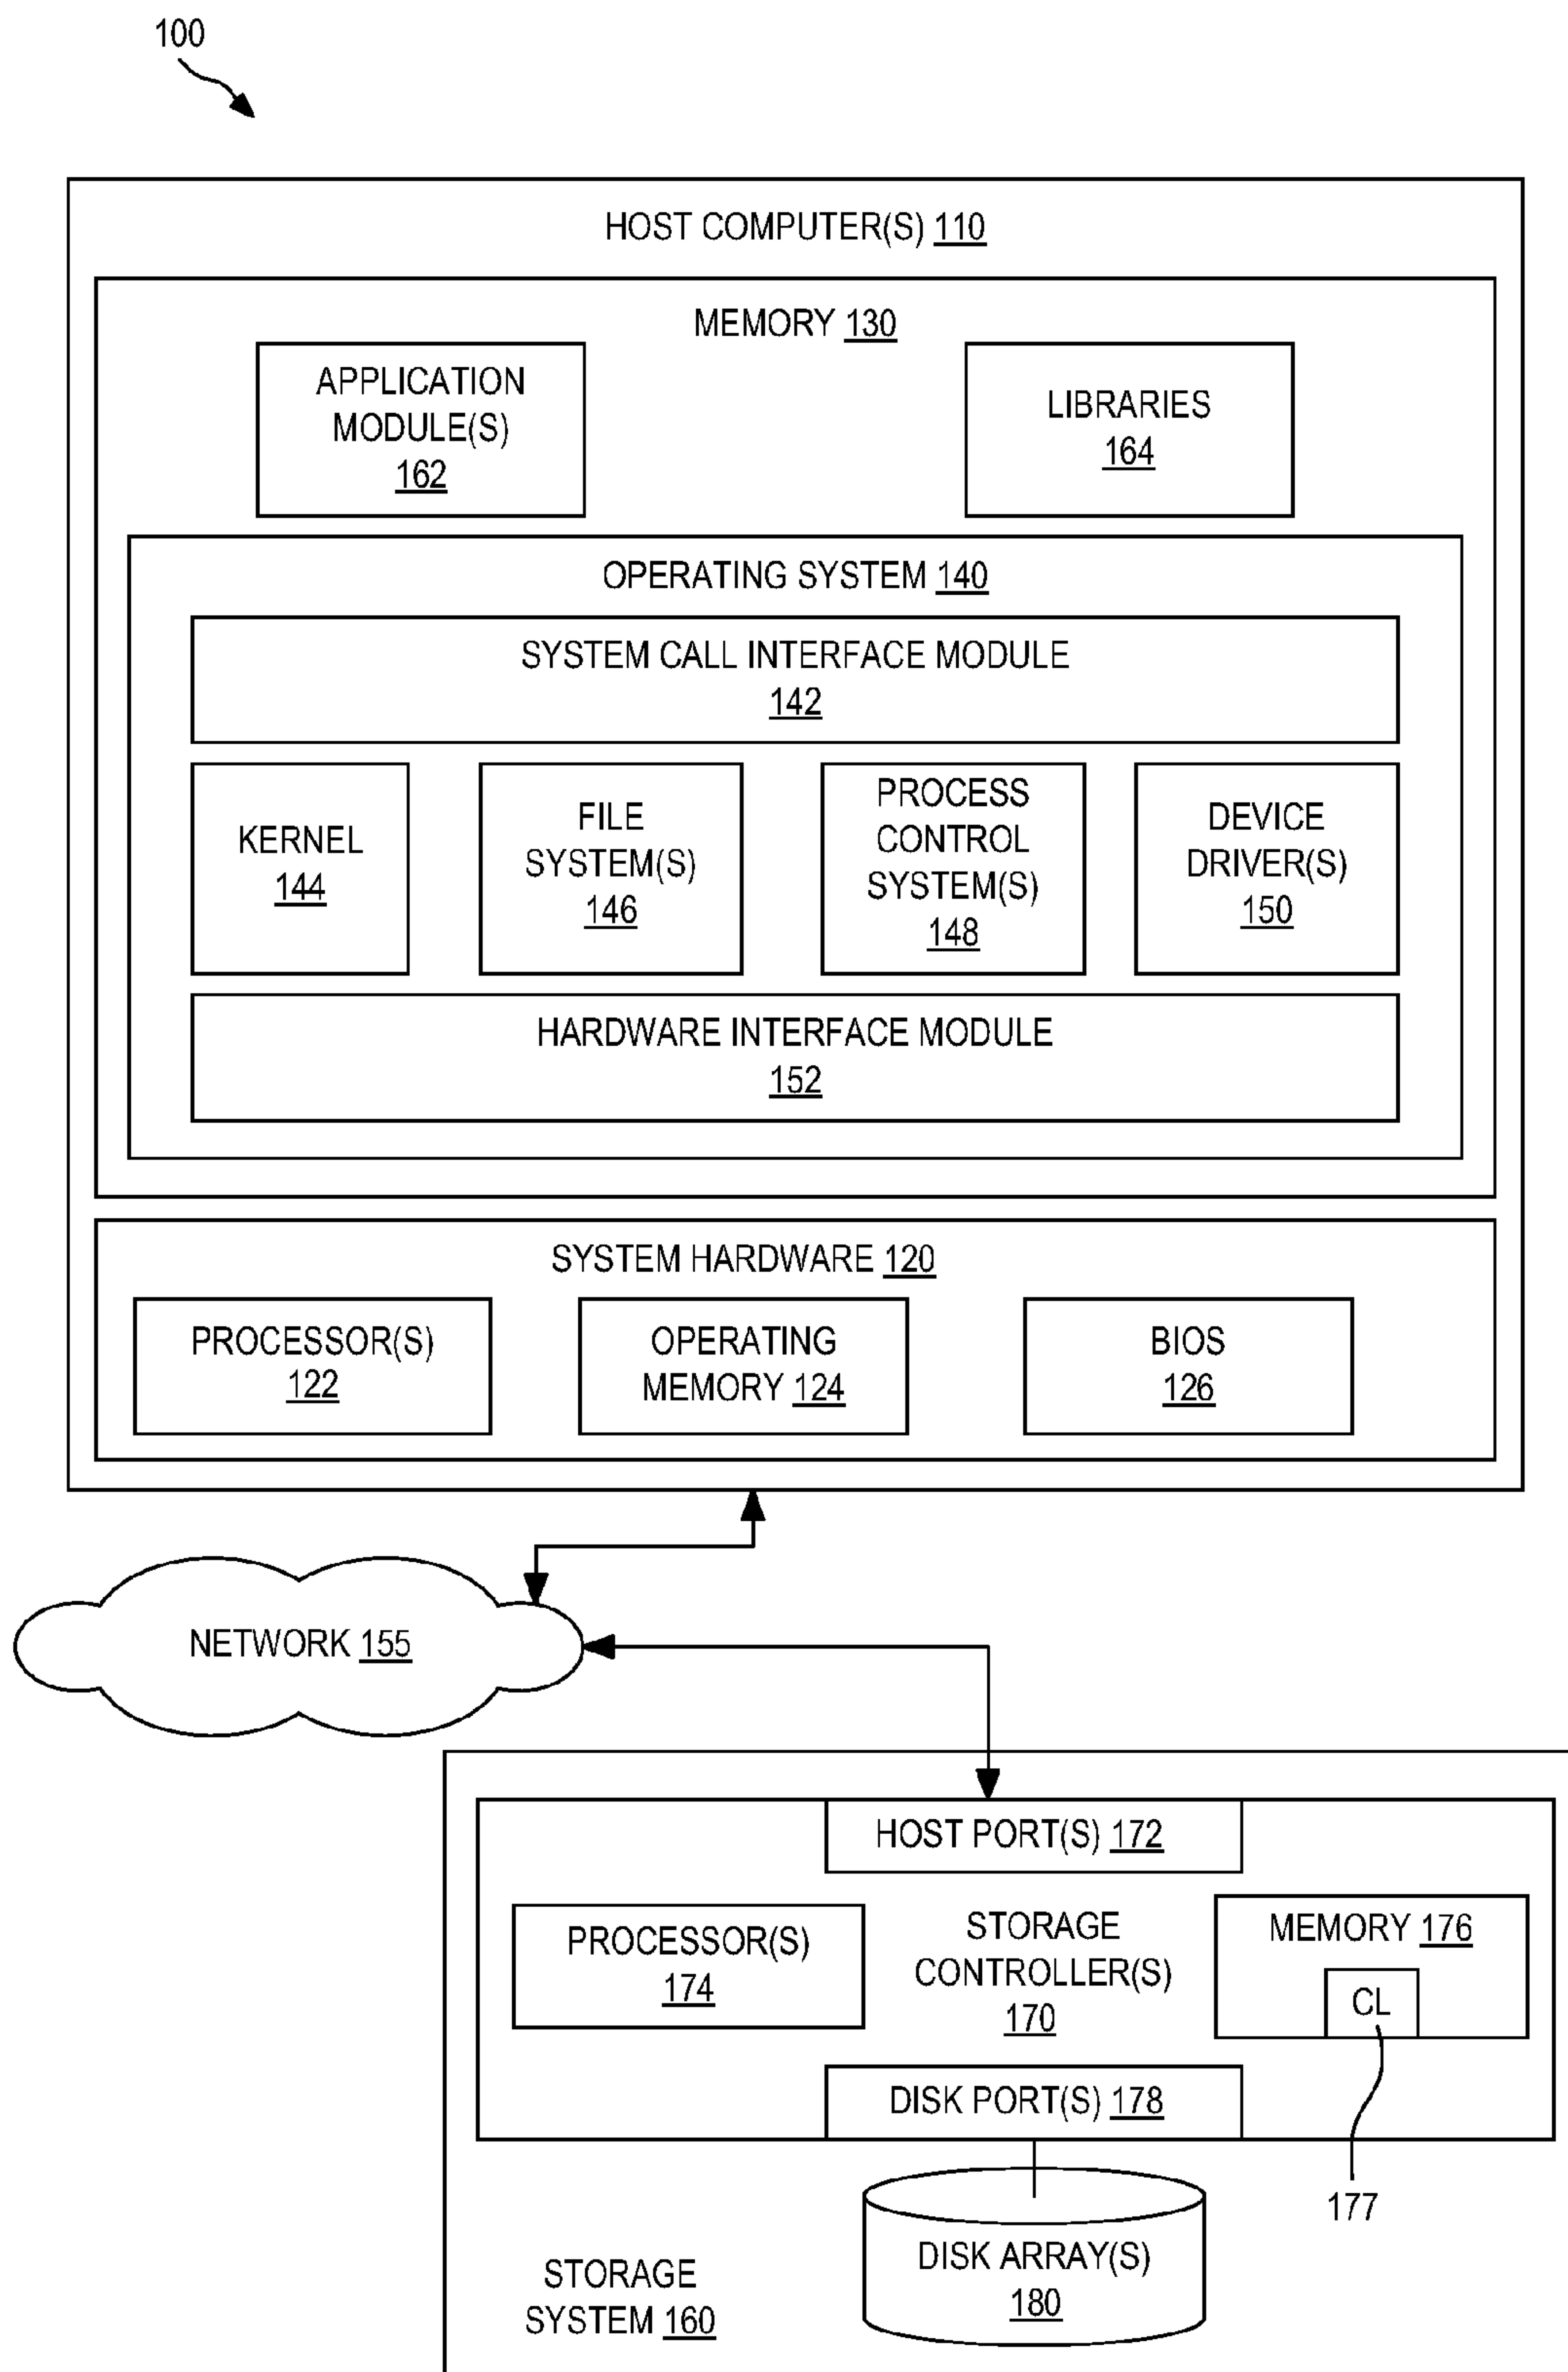 100
HOST COMPUTER(S) 110
MEMORY 130
APPLICATION
MODULE(S)
162
LIBRARIES
164
OPERATING SYSTEM 140
SYSTEM CALL INTERFACE MODULE
142
KERNEL
144
FILE
SYSTEM(S)
146
PROCESS
CONTROL
SYSTEM(S)
148
DEVICE
DRIVER(S)
150
HARDWARE INTERFACE MODULE
152
SYSTEM HARDWARE 120
PROCESSOR(S)
122
OPERATING
MEMORY 124
BIOS
126
NETWORK 155
HOST PORT(S) 172
PROCESSOR(S)
174
STORAGE
CONTROLLER(S)
170
MEMORY 176
CL
DISK PORT(S) 178
177
DISK ARRAY(S)
180
STORAGE
SYSTEM 160